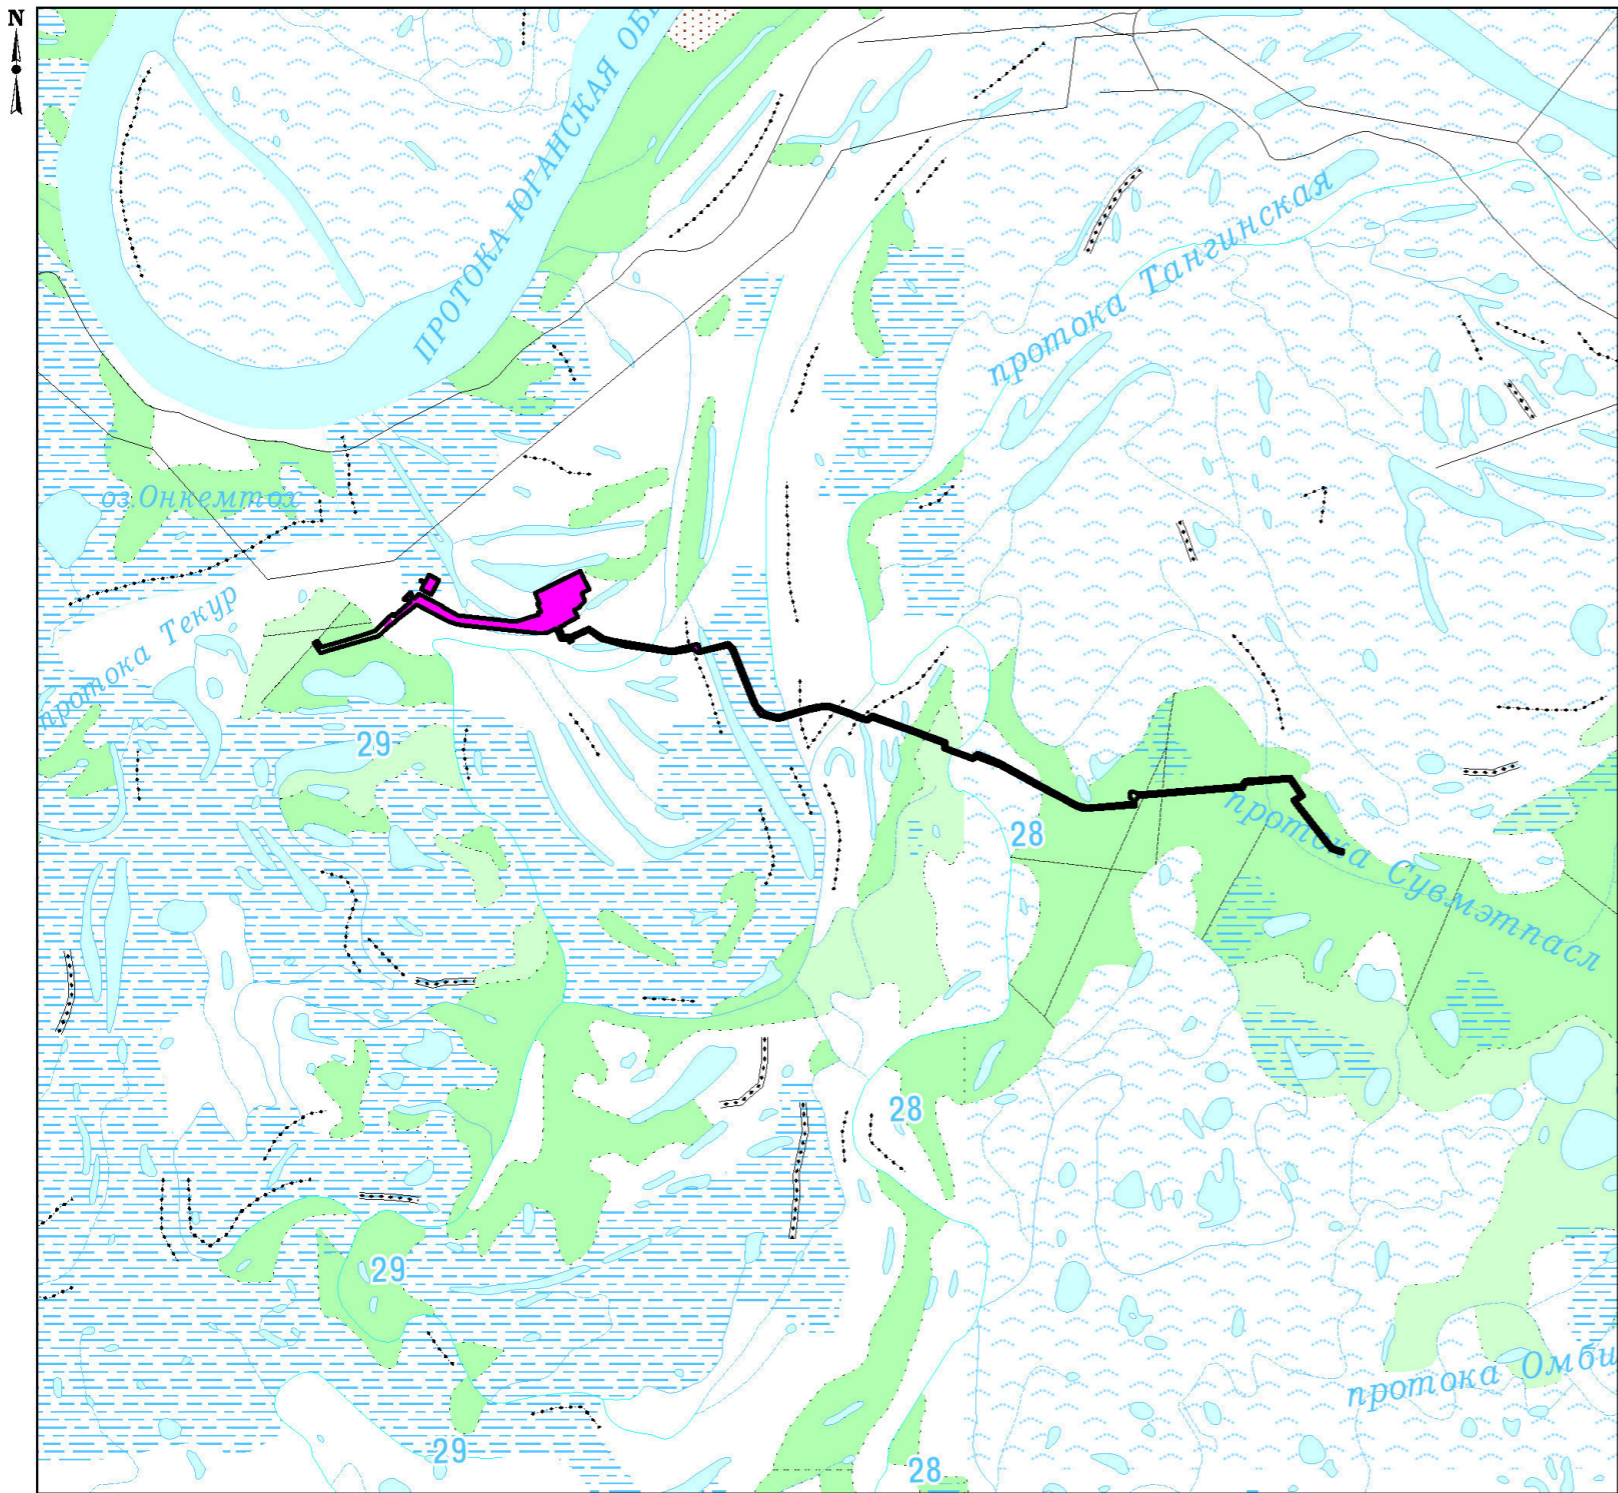 N
ПРОТОКА ЮГАНСКАЯ ОБЬ
протока Тангинская
оз.Онкемтох
протока Текур
29
28
протока Сувмэтпасл
28
29
протока Омби
29
28